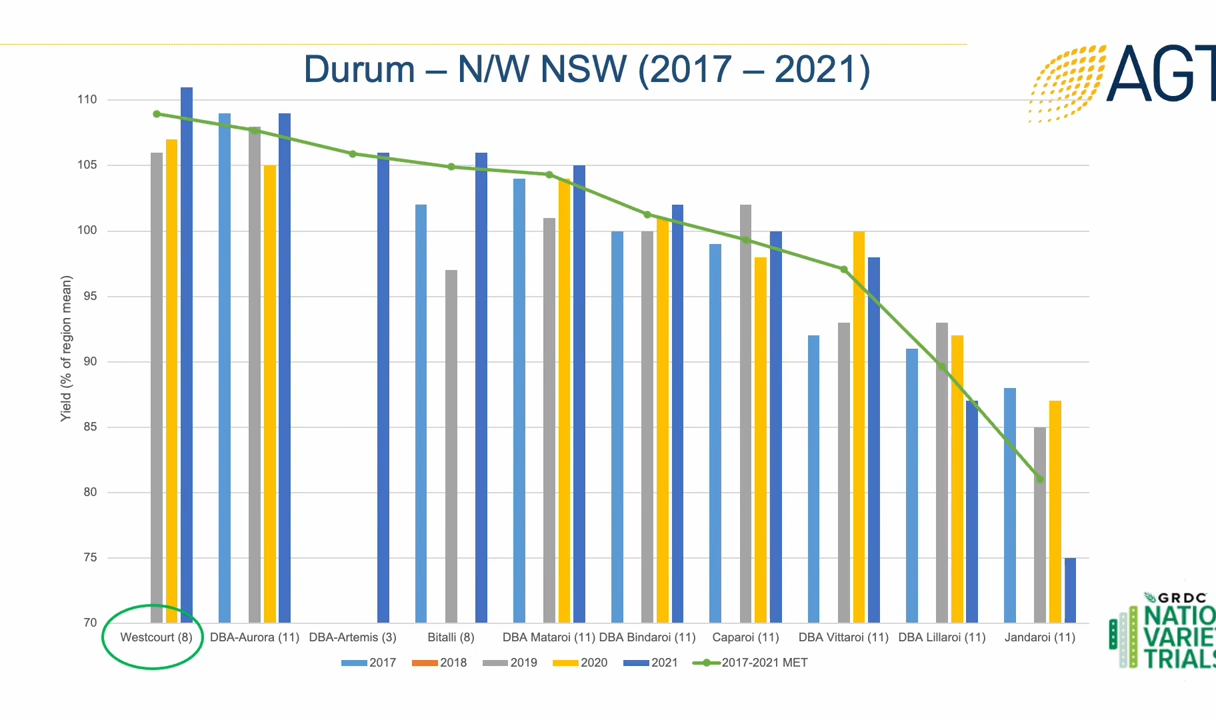 Durum – N/W NSW (2017 – 2021)
AGT
110
105
100
95
90
85
80
75
70
Yield (% of region mean)
Westcourt (8) DBA-Aurora (11) DBA-Artemis (3) Bitalli (8) DBA Mataroi (11) DBA Bindaroi (11) Caparoi (11) DBA Vittaroi (11) DBA Lillaroi (11) Jandaroi (11)
2017 2018 2019 2020 2021 2017-2021 MET
GRDC
NATIO
VARIE
TRIALS